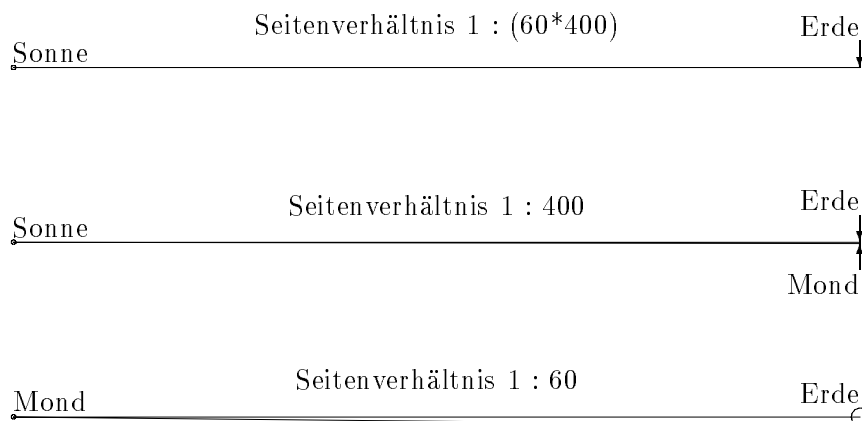 Seitenverhältnis 1 : (60*400)
Erde
Sonne
Seitenverhältnis 1 : 400
Erde
Sonne
Mond
Seitenverhältnis 1 : 60
Erde
Mond